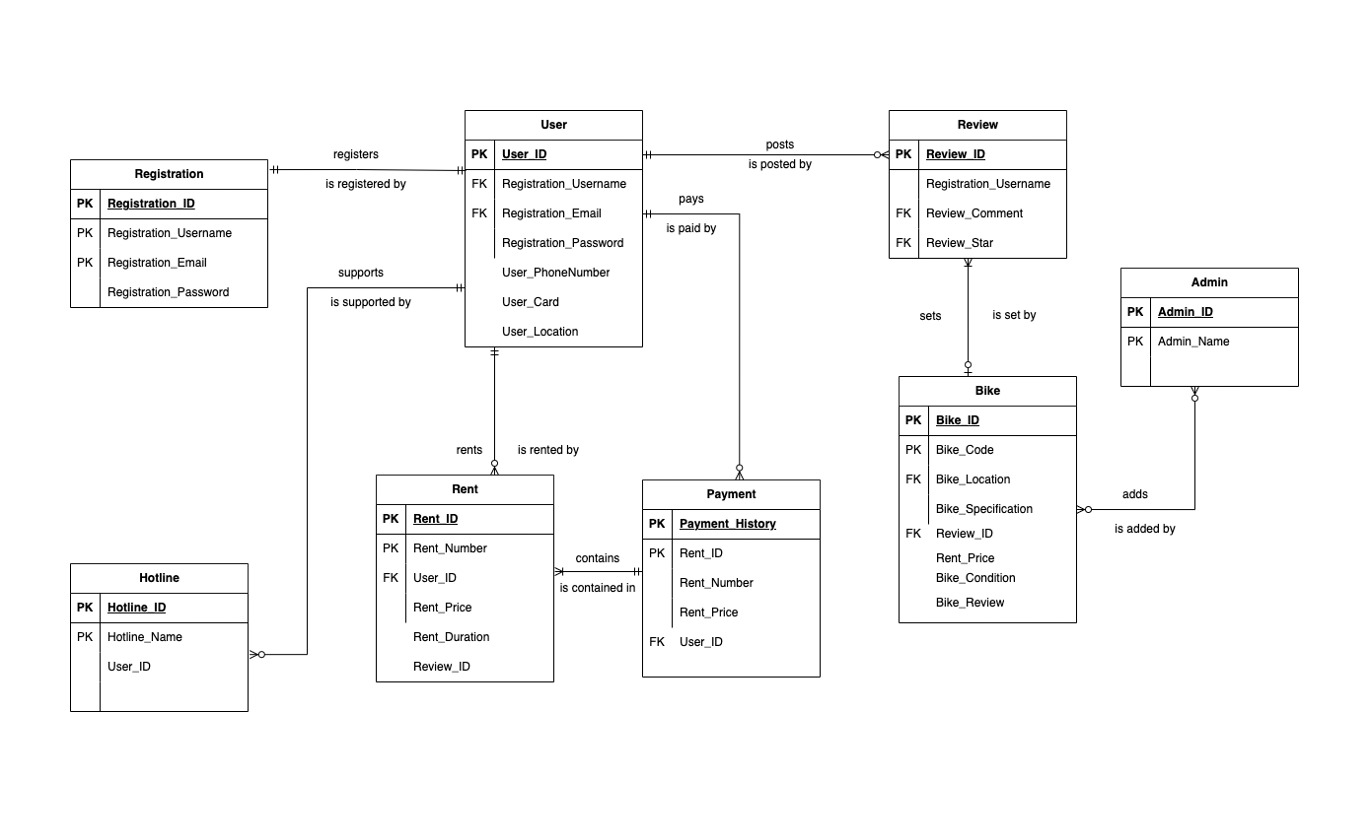 User
PK User_ID
FK Registration_Username
FK Registration_Email
Registration_Password
User_PhoneNumber
User_Card
User_Location
Review
PK Review_ID
Registration_Username
FK Review_Comment
FK Review_Star
posts
is posted by
registers
is registered by
Registration
PK Registration_ID
PK Registration_Username
PK Registration_Email
Registration_Password
pays
is paid by
supports
is supported by
sets
is set by
Admin
PK Admin_ID
PK Admin_Name
Bike
PK Bike_ID
PK Bike_Code
FK Bike_Location
Bike_Specification
FK Review_ID
Rent_Price
Bike_Condition
Bike_Review
adds
is added by
rents
is rented by
Rent
PK Rent_ID
PK Rent_Number
FK User_ID
Rent_Price
Rent_Duration
Review_ID
contains
is contained in
Payment
PK Payment_History
PK Rent_ID
Rent_Number
Rent_Price
FK User_ID
Hotline
PK Hotline_ID
PK Hotline_Name
User_ID